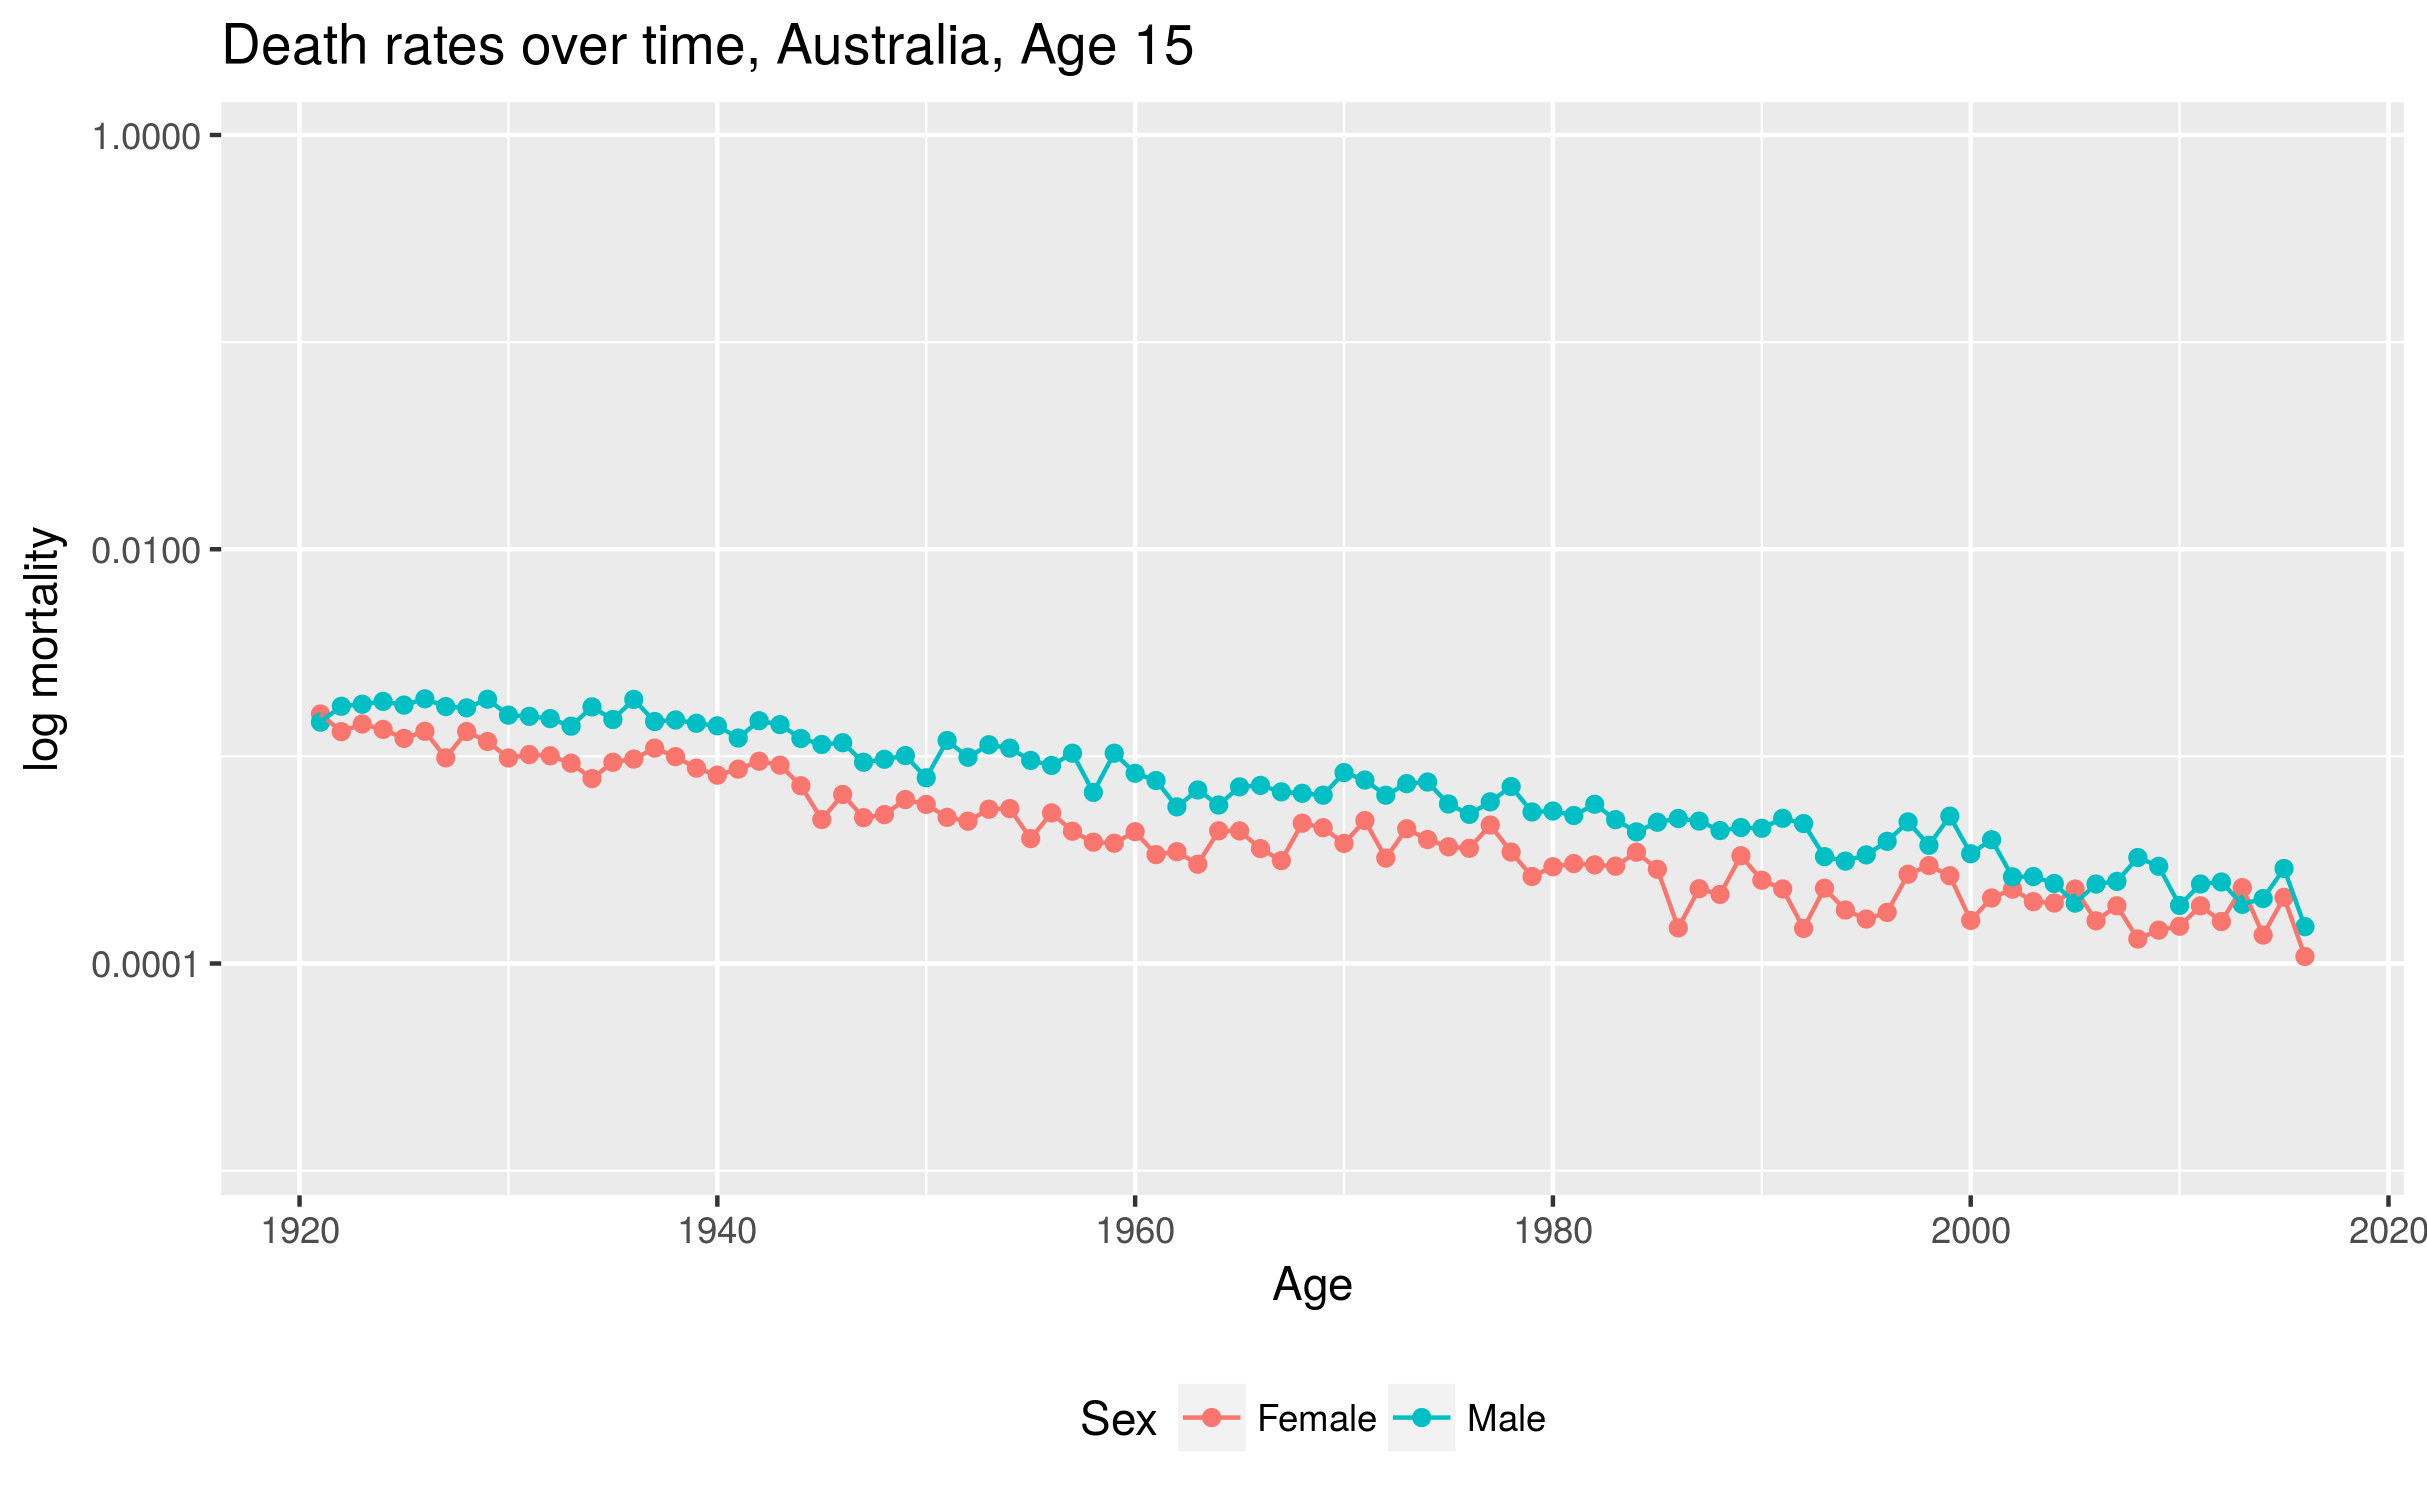 Death rates over time, Australia, Age 15
1.0000
0.0100
0.0001
log mortality
1920 1940 1960 1980 2000 2020
Age
Sex Female Male